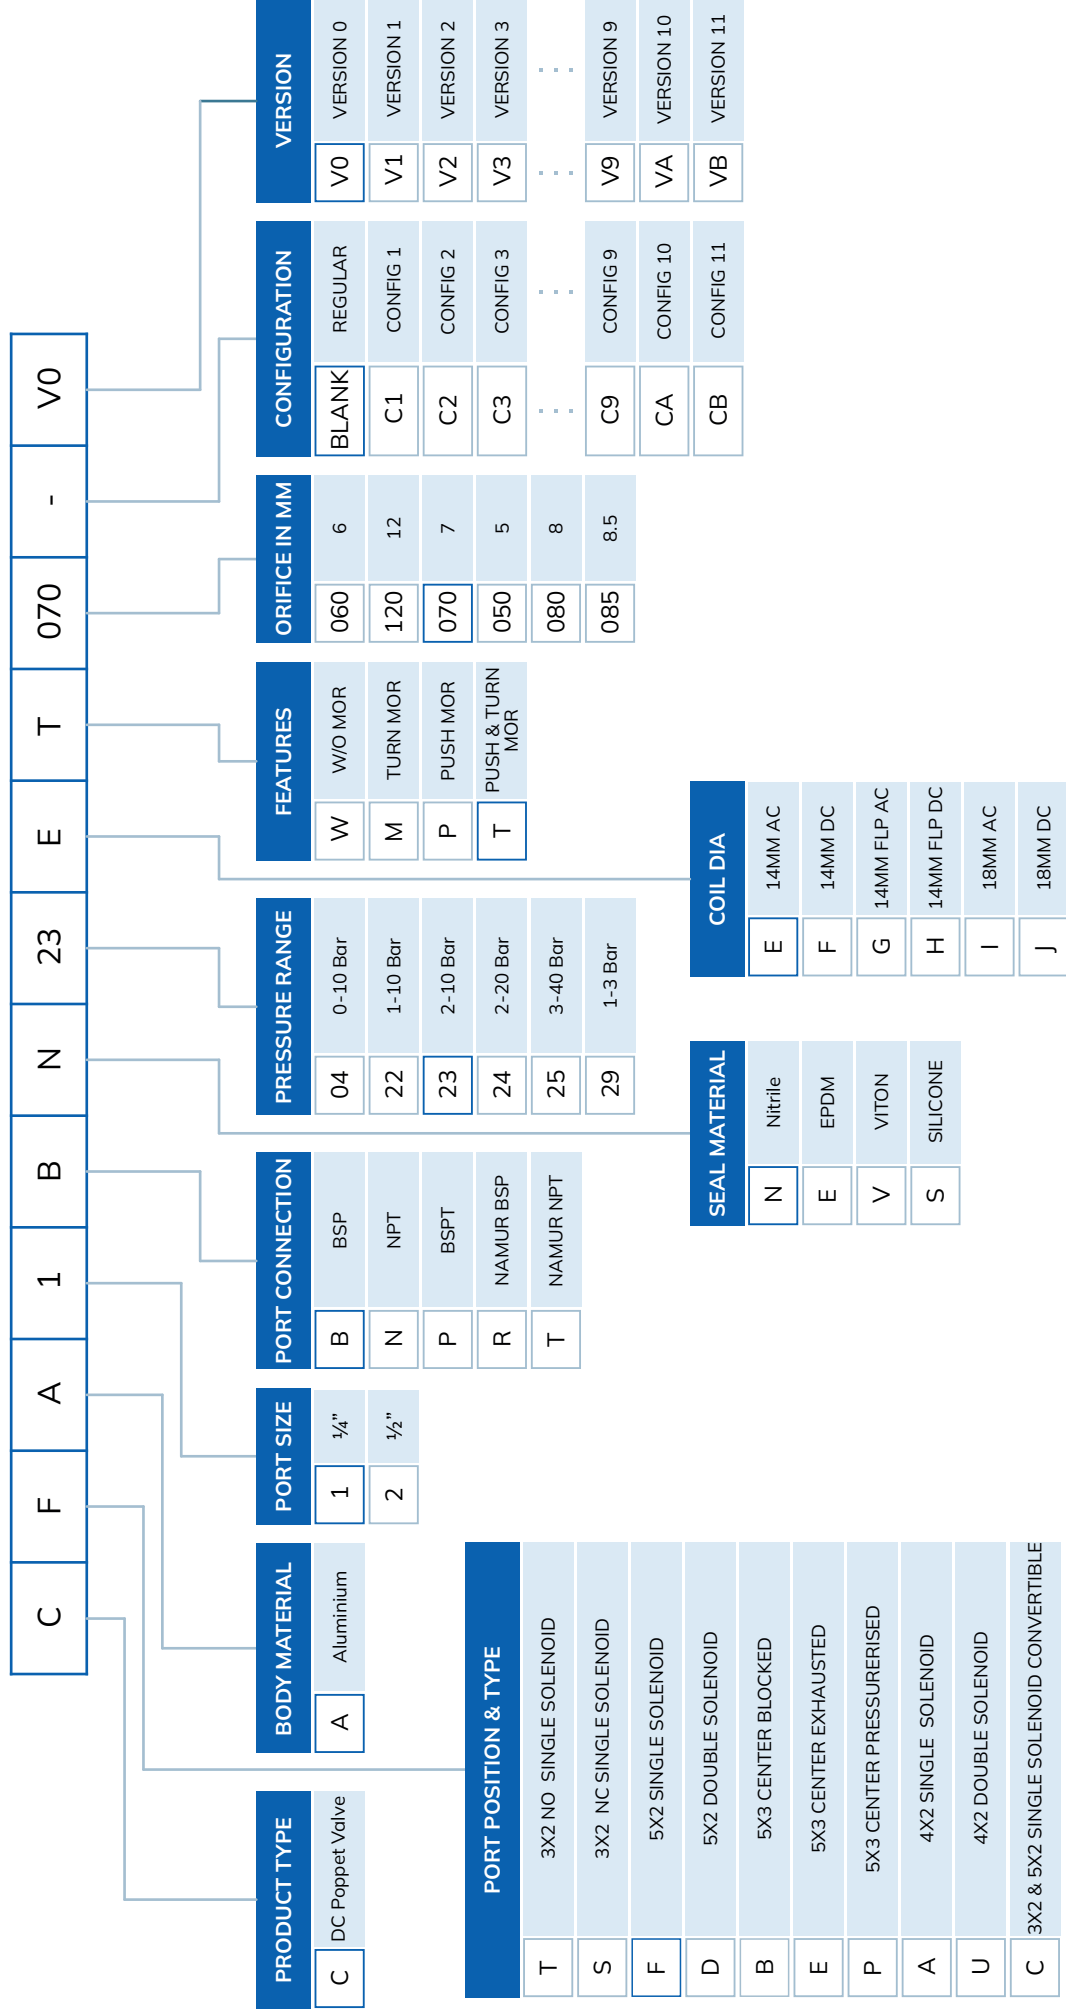 C F A 1 B N 23 E T 070 - V0
PRODUCT TYPE
C DC Poppet Valve
BODY MATERIAL
A Aluminium
PORT SIZE
1 ¼”
2 ½”
PORT CONNECTION
B BSP
N NPT
P BSPT
R NAMUR BSP
T NAMUR NPT
PRESSURE RANGE
04 0-10 Bar
22 1-10 Bar
23 2-10 Bar
24 2-20 Bar
25 3-40 Bar
29 1-3 Bar
FEATURES
W W/O MOR
M TURN MOR
P PUSH MOR
T PUSH & TURN
MOR
ORIFICE IN MM
060 6
120 12
070 7
050 5
080 8
085 8.5
CONFIGURATION
BLANK REGULAR
C1 CONFIG 1
C2 CONFIG 2
C3 CONFIG 3
... ...
C9 CONFIG 9
CA CONFIG 10
CB CONFIG 11
VERSION
V0 VERSION 0
V1 VERSION 1
V2 VERSION 2
V3 VERSION 3
... ...
V9 VERSION 9
VA VERSION 10
VB VERSION 11
PORT POSITION & TYPE
T 3X2 NO SINGLE SOLENOID
S 3X2 NC SINGLE SOLENOID
F 5X2 SINGLE SOLENOID
D 5X2 DOUBLE SOLENOID
B 5X3 CENTER BLOCKED
E 5X3 CENTER EXHAUSTED
P 5X3 CENTER PRESSURERISED
A 4X2 SINGLE SOLENOID
U 4X2 DOUBLE SOLENOID
C 3X2 & 5X2 SINGLE SOLENOID CONVERTIBLE
SEAL MATERIAL
N Nitrile
E EPDM
V VITON
S SILICONE
COIL DIA
E 14MM AC
F 14MM DC
G 14MM FLP AC
H 14MM FLP DC
I 18MM AC
J 18MM DC